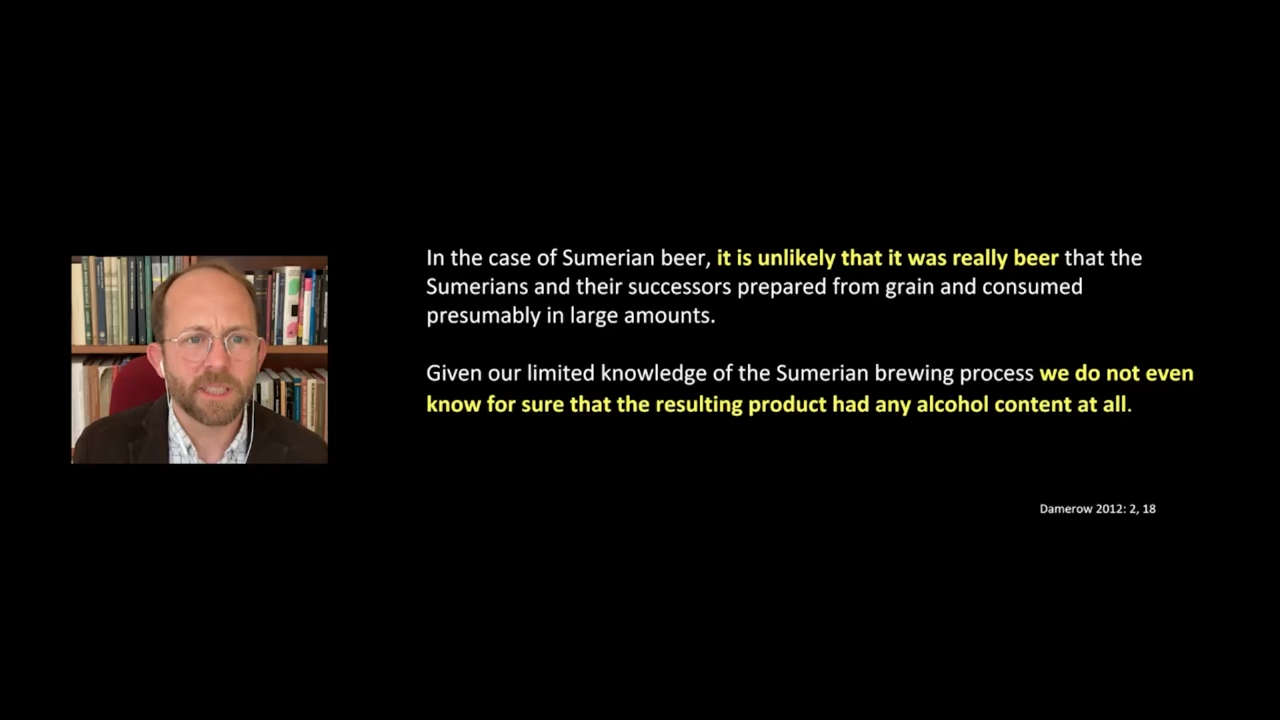 In the case of Sumerian beer, it is unlikely that it was really beer that the
Sumerians and their successors prepared from grain and consumed
presumably in large amounts.
Given our limited knowledge of the Sumerian brewing process we do not even
know for sure that the resulting product had any alcohol content at all.
Damerow 2012: 2, 18